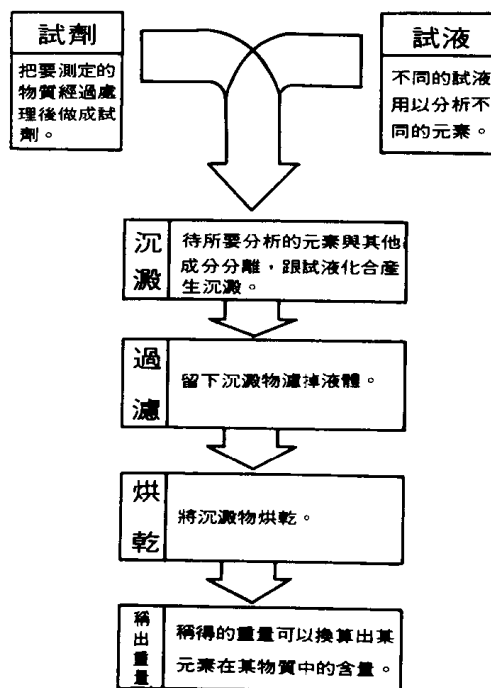 試劑
把要測定的
物質經過處
理後做成試
劑。
試液
不同的試液
用以分析不
同的元素。
沉澱
待所要分析的元素與其他
成分分離，跟試液化合產
生沉澱。
過濾
留下沉澱物濾掉液體。
烘乾
將沉澱物烘乾。
稱出重量
稱得的重量可以換算出某
元素在某物質中的含量。